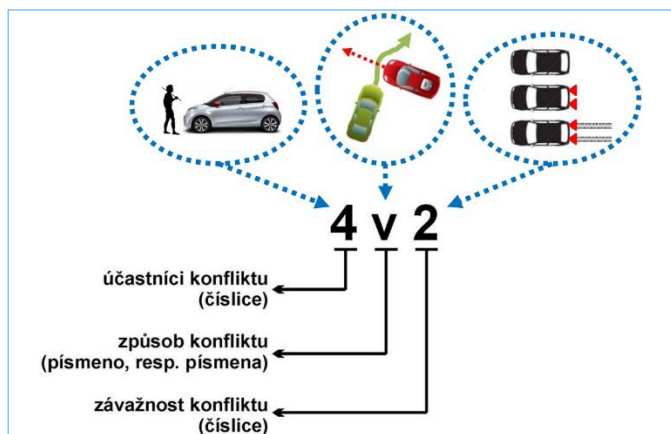 4 v 2
účastníci konfliktu
(číslice)
způsob konfliktu
(písmeno, resp. písmena)
závažnost konfliktu
(číslice)